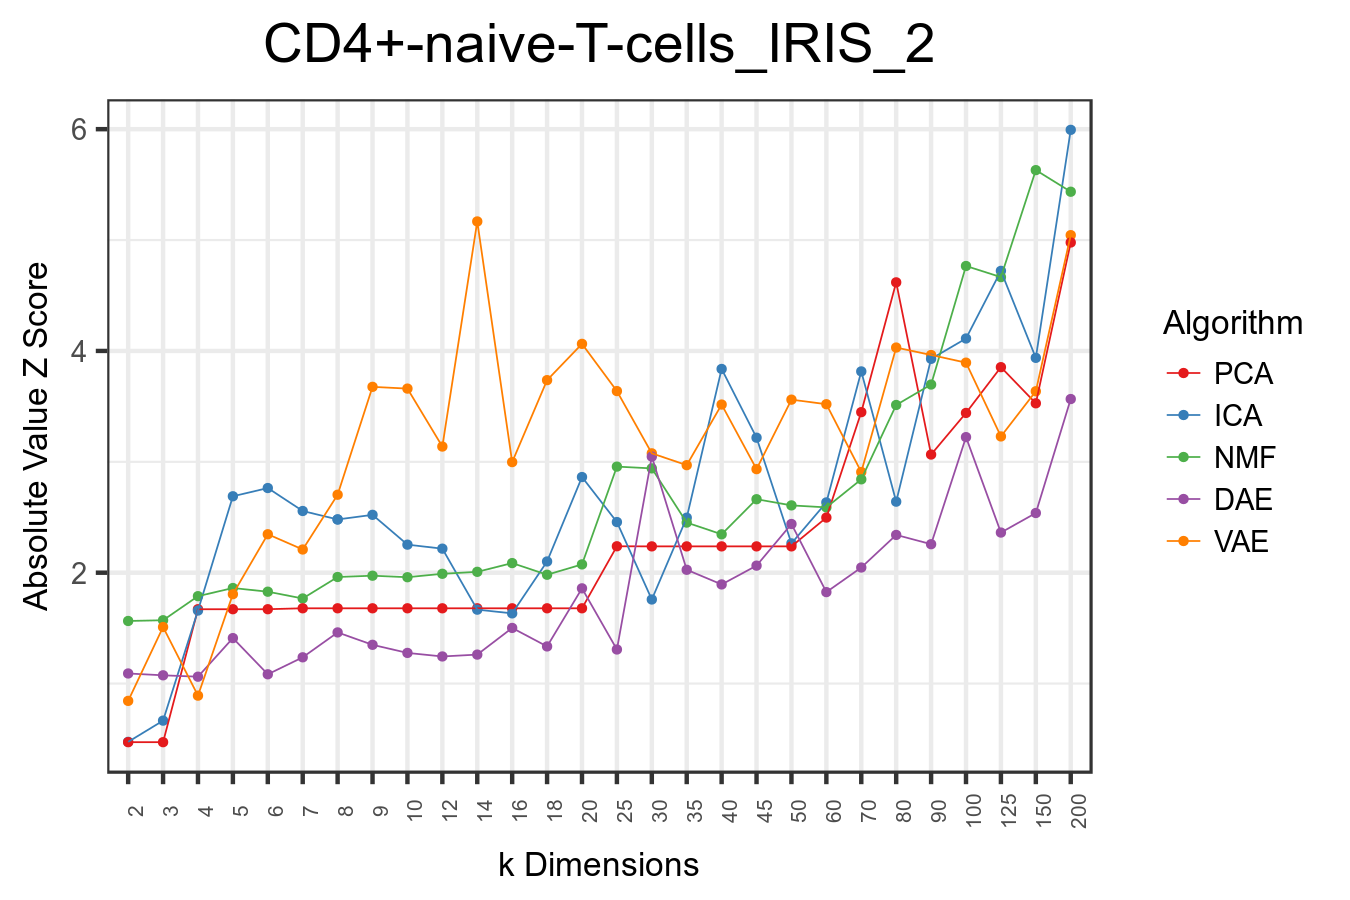 CD4+-naive-T-cells_IRIS_2
Absolute Value Z Score
6
4
2
2 3 4 5 6 7 8 9 10 12 14 16 18 20 25 30 35 40 45 50 60 70 80 90 100 125 150 200
k Dimensions
Algorithm
PCA
ICA
NMF
DAE
VAE